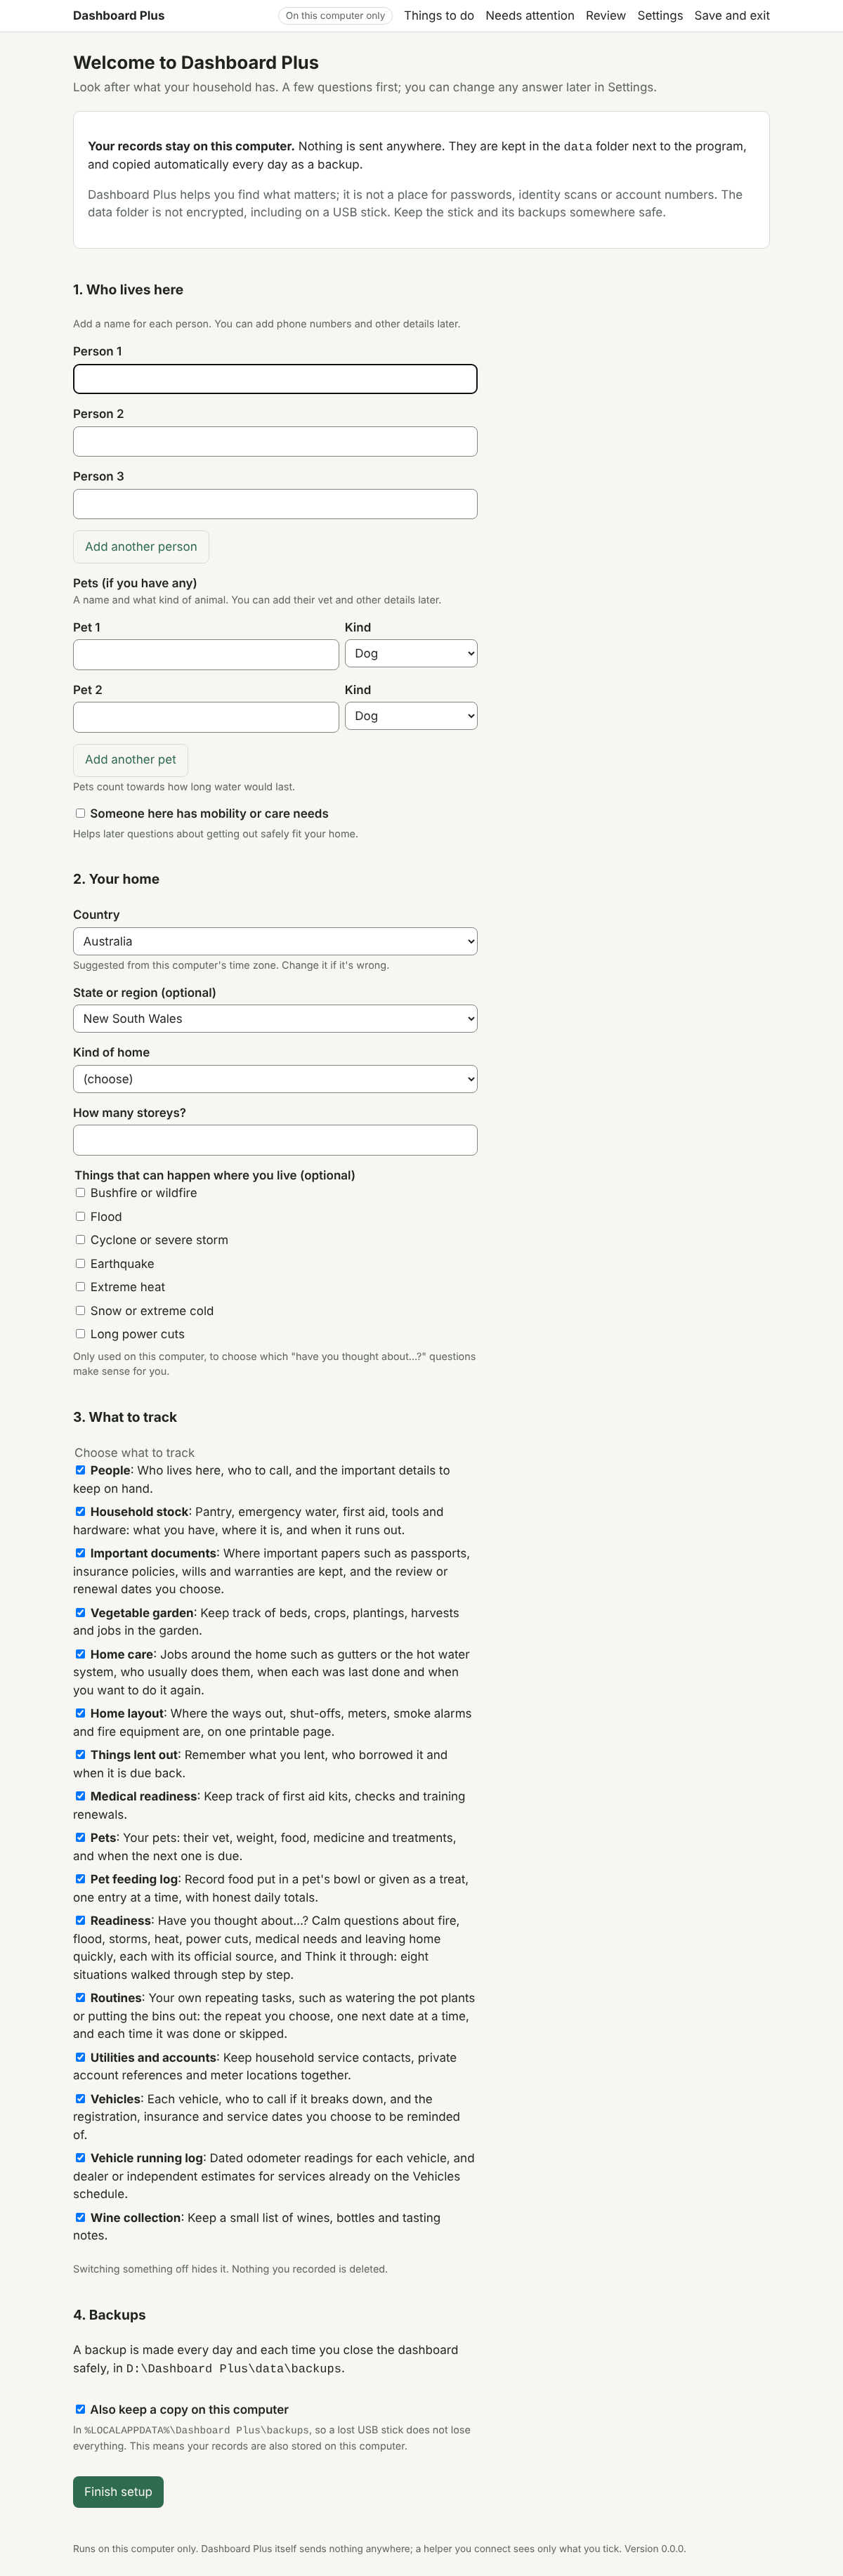 Dashboard Plus
On this computer only
Things to do
Needs attention
Review
Settings
Save and exit
Welcome to Dashboard Plus
Look after what your household has. A few questions first; you can change any answer later in Settings.
Your records stay on this computer. Nothing is sent anywhere. They are kept in the data folder next to the program,
and copied automatically every day as a backup.
Dashboard Plus helps you find what matters; it is not a place for passwords, identity scans or account numbers. The
data folder is not encrypted, including on a USB stick. Keep the stick and its backups somewhere safe.
1. Who lives here
Add a name for each person. You can add phone numbers and other details later.
Person 1
Person 2
Person 3
Add another person
Pets (if you have any)
A name and what kind of animal. You can add their vet and other details later.
Pet 1
Kind
Dog
Pet 2
Kind
Dog
Add another pet
Pets count towards how long water would last.
Someone here has mobility or care needs
Helps later questions about getting out safely fit your home.
2. Your home
Country
Australia
Suggested from this computer's time zone. Change it if it's wrong.
State or region (optional)
New South Wales
Kind of home
(choose)
How many storeys?
Things that can happen where you live (optional)
Bushfire or wildfire
Flood
Cyclone or severe storm
Earthquake
Extreme heat
Snow or extreme cold
Long power cuts
Only used on this computer, to choose which "have you thought about...?" questions
make sense for you.
3. What to track
Choose what to track
People: Who lives here, who to call, and the important details to
keep on hand.
Household stock: Pantry, emergency water, first aid, tools and
hardware: what you have, where it is, and when it runs out.
Important documents: Where important papers such as passports,
insurance policies, wills and warranties are kept, and the review or
renewal dates you choose.
Vegetable garden: Keep track of beds, crops, plantings, harvests
and jobs in the garden.
Home care: Jobs around the home such as gutters or the hot water
system, who usually does them, when each was last done and when
you want to do it again.
Home layout: Where the ways out, shut-offs, meters, smoke alarms
and fire equipment are, on one printable page.
Things lent out: Remember what you lent, who borrowed it and
when it is due back.
Medical readiness: Keep track of first aid kits, checks and training
renewals.
Pets: Your pets: their vet, weight, food, medicine and treatments,
and when the next one is due.
Pet feeding log: Record food put in a pet's bowl or given as a treat,
one entry at a time, with honest daily totals.
Readiness: Have you thought about...? Calm questions about fire,
flood, storms, heat, power cuts, medical needs and leaving home
quickly, each with its official source, and Think it through: eight
situations walked through step by step.
Routines: Your own repeating tasks, such as watering the pot plants
or putting the bins out: the repeat you choose, one next date at a time,
and each time it was done or skipped.
Utilities and accounts: Keep household service contacts, private
account references and meter locations together.
Vehicles: Each vehicle, who to call if it breaks down, and the
registration, insurance and service dates you choose to be reminded
of.
Vehicle running log: Dated odometer readings for each vehicle, and
dealer or independent estimates for services already on the Vehicles
schedule.
Wine collection: Keep a small list of wines, bottles and tasting
notes.
Switching something off hides it. Nothing you recorded is deleted.
4. Backups
A backup is made every day and each time you close the dashboard
safely, in D:\Dashboard Plus\data\backups.
Also keep a copy on this computer
In %LOCALAPPDATA%\Dashboard Plus\backups, so a lost USB stick does not lose
everything. This means your records are also stored on this computer.
Finish setup
Runs on this computer only. Dashboard Plus itself sends nothing anywhere; a helper you connect sees only what you tick. Version 0.0.0.